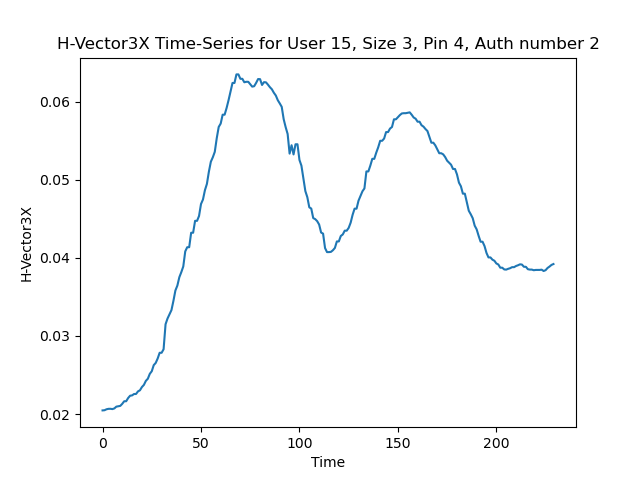 H-Vector3X Time-Series for User 15, Size 3, Pin 4, Auth number 2
0.06
0.05
0.04
0.03
0.02
H-Vector3X
0 50 100 150 200
Time